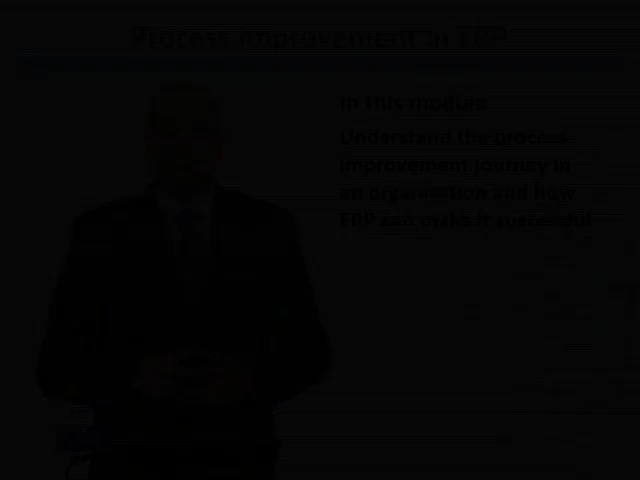 Process improvement in ERP
In this module
Understand the process
improvement journey in
an organisation and how
ERP can make it successful